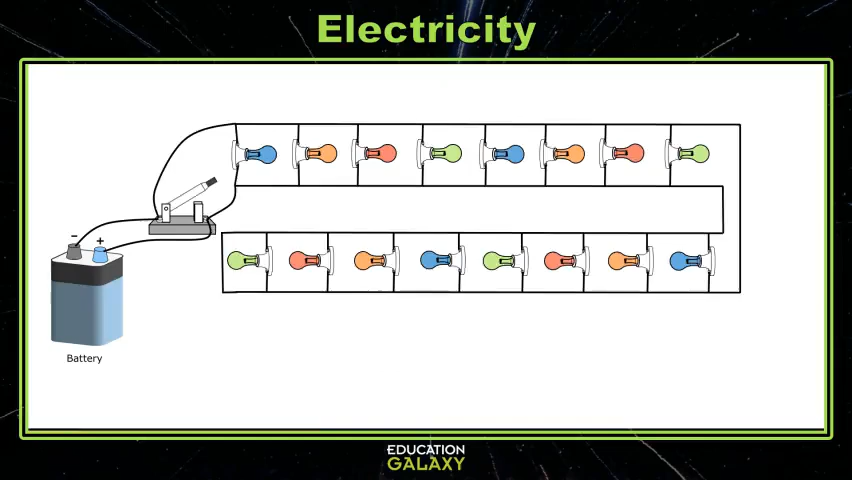 Electricity
-
+
Battery
EDUCATION
GALAXY